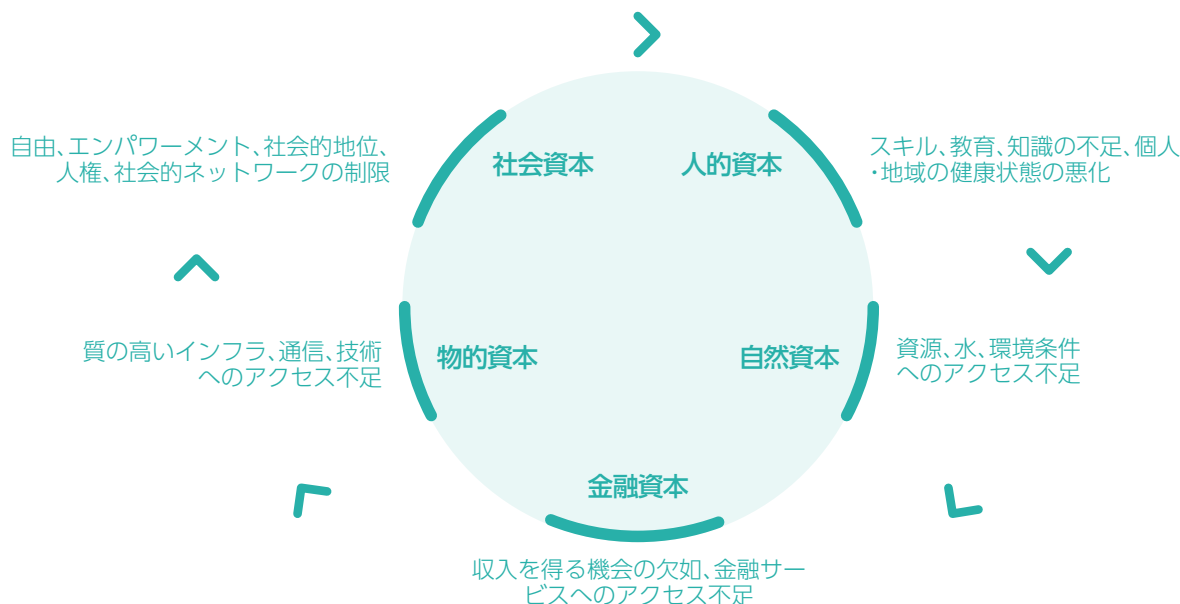 自由、エンパワーメント、社会的地位、
人権、社会的ネットワークの制限
社会資本
人的資本
スキル、教育、知識の不足、個人
・地域の健康状態の悪化
質の高いインフラ、通信、技術
へのアクセス不足
物的資本
自然資本
資源、水、環境条件
へのアクセス不足
金融資本
収入を得る機会の欠如、金融サー
ビスへのアクセス不足